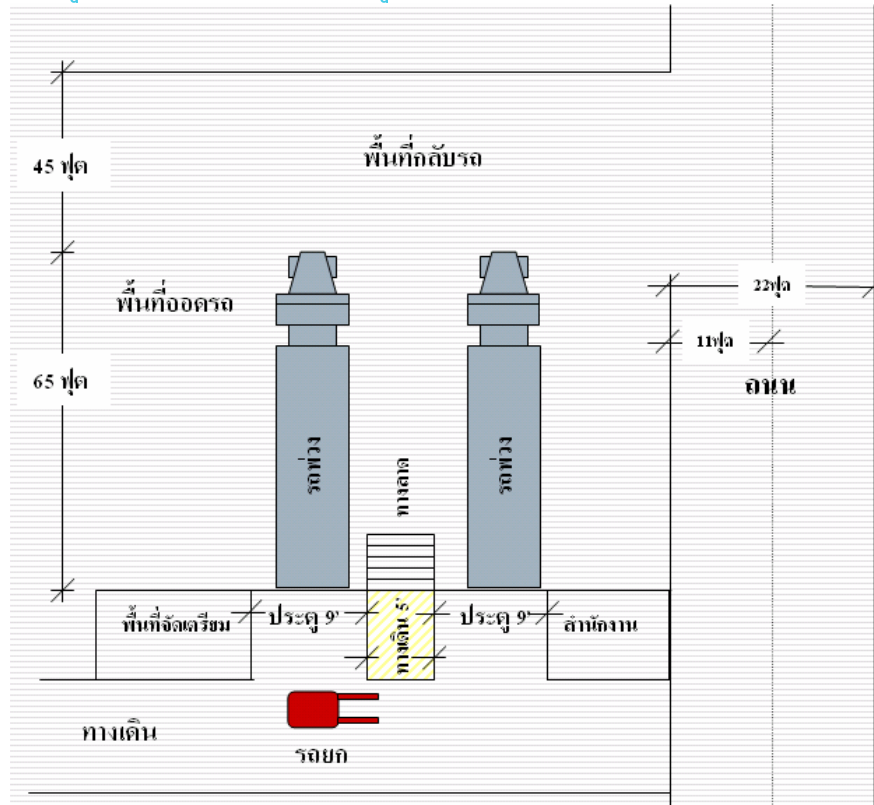 45 ฟุต
พื้นที่กลับรถ
พื้นที่ออดรถ
22ฟุต
11ฟุต
65 ฟุต
ถนน
รถพ่วง
ทางลาด
รถพ่วง
พื้นที่จัดเตรียม
ประตู 9'
ทางเดิน 5'
ประตู 9'
สำนักงาน
ทางเดิน
รถยก